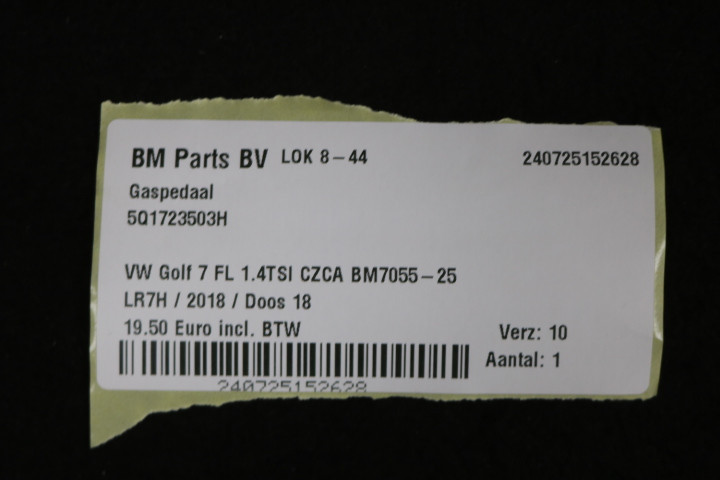 BM Parts BV LOK 8-44 240725152628
Gaspedaal
5Q1723503H
VW Golf 7 FL 1.4TSI CZCA BM7055-25
LR7H / 2018 / Doos 18
19.50 Euro incl. BTW Verz: 10
Aantal: 1
240725152628